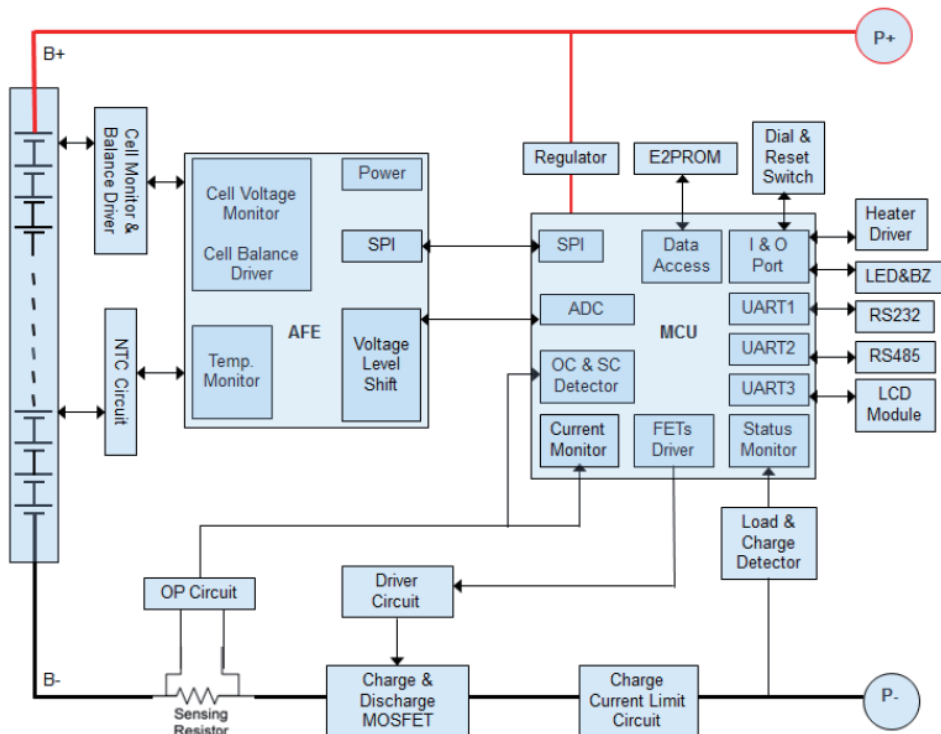 B+
P+
Cell Monitor &
Balance Driver
Regulator
E2PROM
Dial &
Reset
Switch
Cell Voltage
Monitor
Cell Balance
Driver
Power
SPI
AFE
Temp.
Monitor
Voltage
Level
Shift
NTC Circuit
SPI
Data
Access
I & O
Port
ADC
MCU
UART1
OC & SC
Detector
UART2
UART3
Current
Monitor
FETs
Driver
Status
Monitor
Heater
Driver
LED&BZ
RS232
RS485
LCD
Module
Load &
Charge
Detector
OP Circuit
Driver
Circuit
B-
Sensing
Resistor
Charge &
Discharge
MOSFET
Charge
Current Limit
Circuit
P-